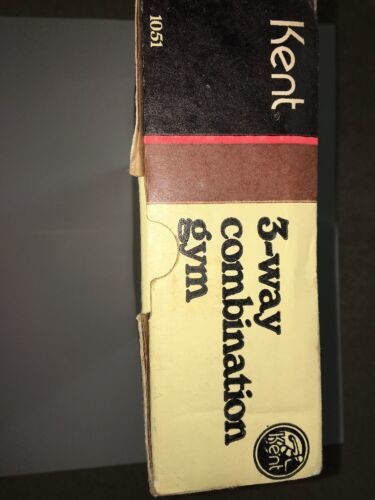 Kent®
1051
3-way
combination
gym
Kent